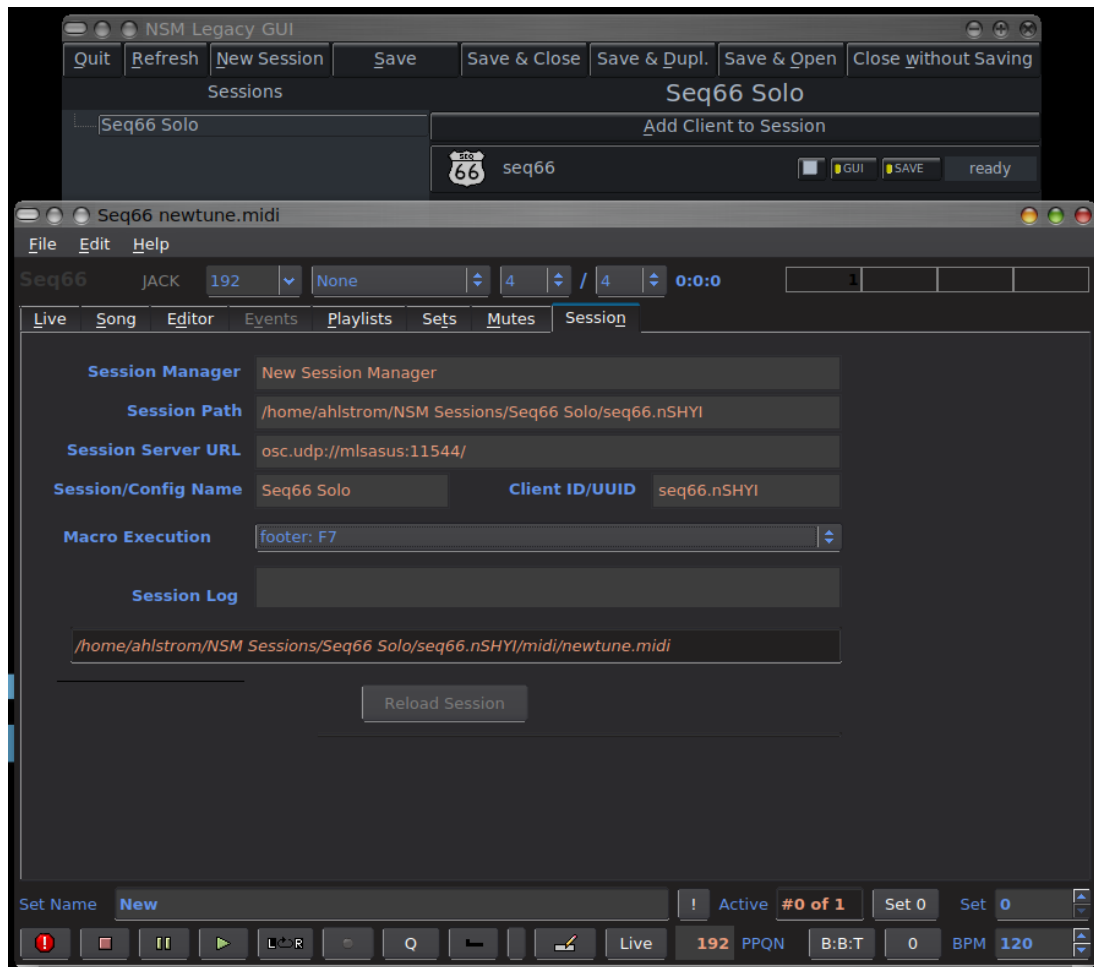 NSM Legacy GUI
Quit Refresh New Session Save Save & Close Save & Dupl. Save & Open Close without Saving
Sessions Seq66 Solo
Seq66 Solo Add Client to Session
SEQ 66 seq66 GUI SAVE ready
Seq66 newtune.midi
File Edit Help
Seq66 JACK 192 None 4 / 4 0:0:0 1
Live Song Editor Events Playlists Sets Mutes Session
Session Manager New Session Manager
Session Path /home/ahlstrom/NSM Sessions/Seq66 Solo/seq66.nSHYI
Session Server URL osc.udp://mlsasus:11544/
Session/Config Name Seq66 Solo Client ID/UUID seq66.nSHYI
Macro Execution footer: F7
Session Log
/home/ahlstrom/NSM Sessions/Seq66 Solo/seq66.nSHYI/midi/newtune.midi
Reload Session
Set Name New ! Active #0 of 1 Set 0 Set 0
L R Q Live 192 PPQN B:B:T 0 BPM 120